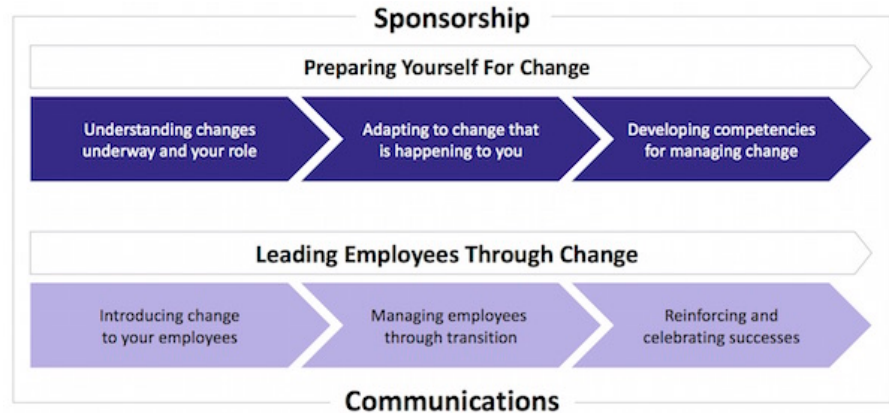 Sponsorship
Preparing Yourself For Change
Understanding changes
underway and your role
Adapting to change that
is happening to you
Developing competencies
for managing change
Leading Employees Through Change
Introducing change
to your employees
Managing employees
through transition
Reinforcing and
celebrating successes
Communications